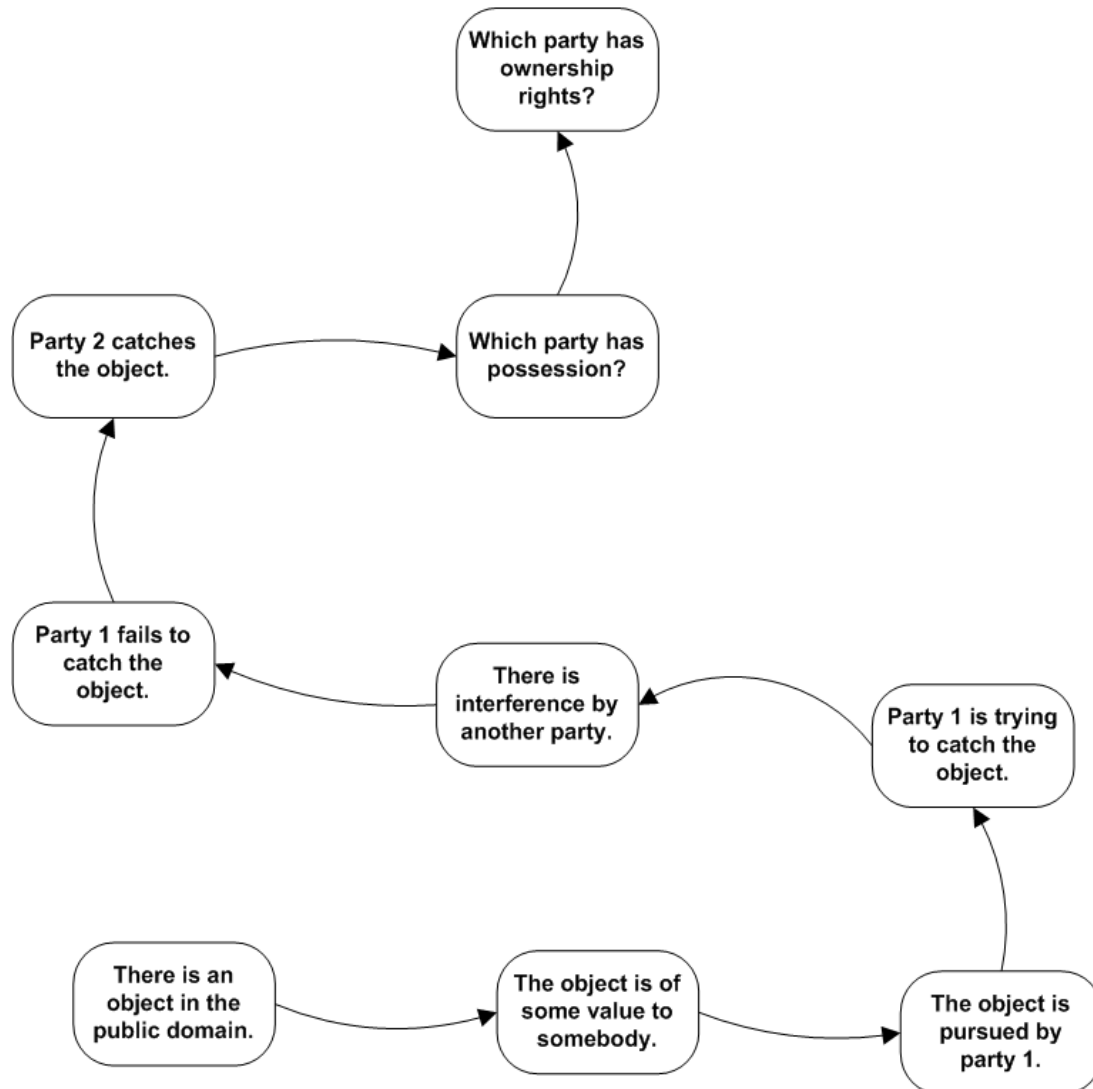 Which party has
ownership
rights?
Party 2 catches
the object.
Which party has
possession?
Party 1 fails to
catch the
object.
There is
interference by
another party.
Party 1 is trying
to catch the
object.
There is an
object in the
public domain.
The object is of
some value to
somebody.
The object is
pursued by
party 1.